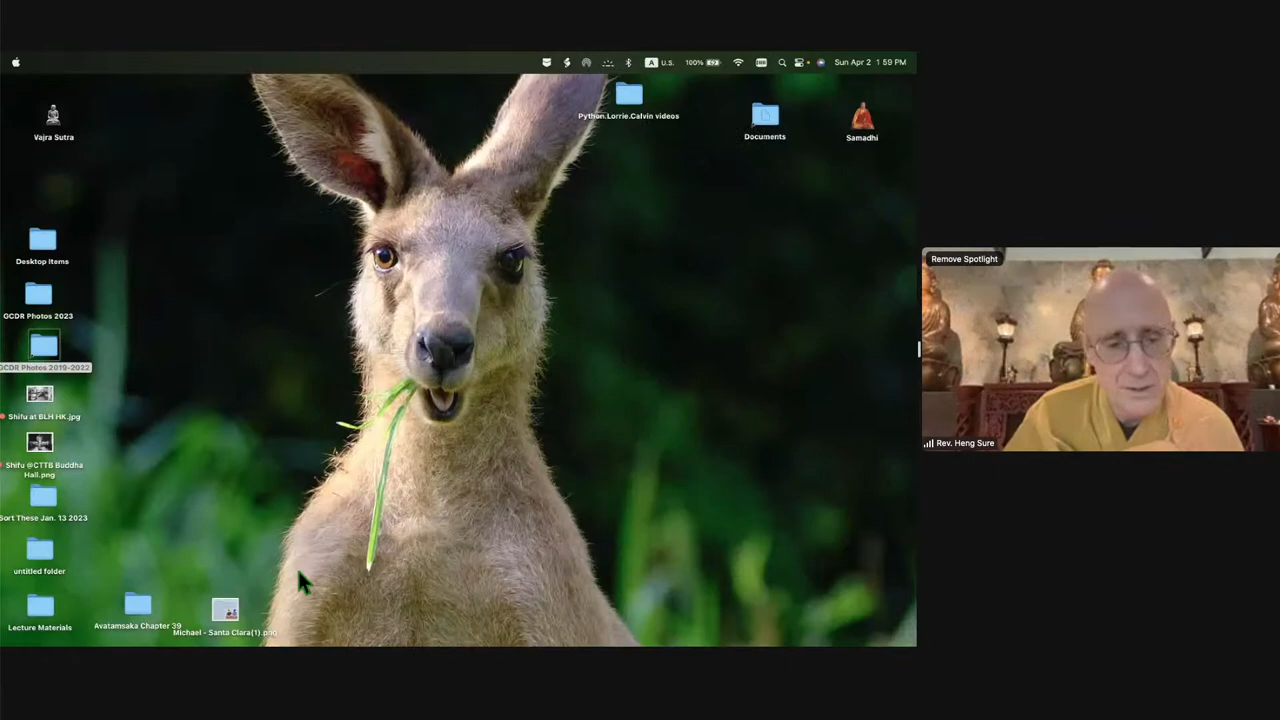 A U.S. 100% Sun Apr 2 1:59 PM
Vajra Sutra
Python.Lorrie.Calvin videos
Documents
Samadhi
Desktop Items
GCDR Photos 2023
GCDR Photos 2019-2022
Shifu at BLH HK.jpg
Shifu @CTTB Buddha
Hall.png
Sort These Jan. 13 2023
untitled folder
Lecture Materials
Avatamsaka Chapter 39
Michael - Santa Clara(1).png
Remove Spotlight
Rev. Heng Sure